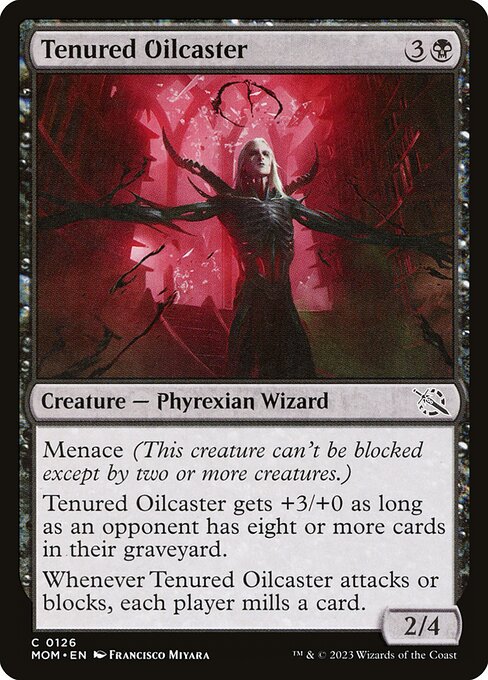 Tenured Oilcaster 3
Creature — Phyrexian Wizard
Menace (This creature can't be blocked
except by two or more creatures.)
Tenured Oilcaster gets +3/+0 as long
as an opponent has eight or more cards
in their graveyard.
Whenever Tenured Oilcaster attacks or
blocks, each player mills a card.
2/4
C 0126
MOM • EN Francisco Miyara
™ & © 2023 Wizards of the Coast